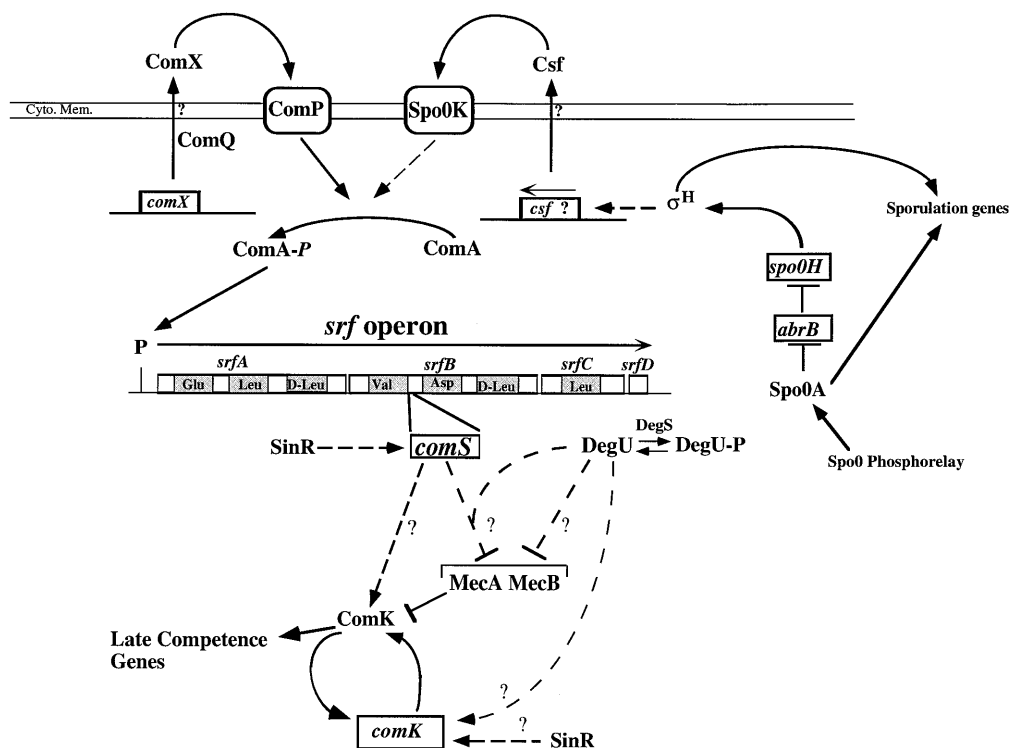 ComX
Csf
Cyto. Mem.
?
ComP
Spo0K
?
ComQ
comX
csf ?
σH
Sporulation genes
ComA-P
ComA
spo0H
abrB
Spo0A
Spo0 Phosphorelay
P
srf operon
srfA
srfB
srfC
srfD
Glu
Leu
D-Leu
Val
Asp
D-Leu
Leu
SinR
comS
DegU
DegS
DegU-P
?
?
?
MecA MecB
ComK
Late Competence
Genes
?
comK
?
SinR